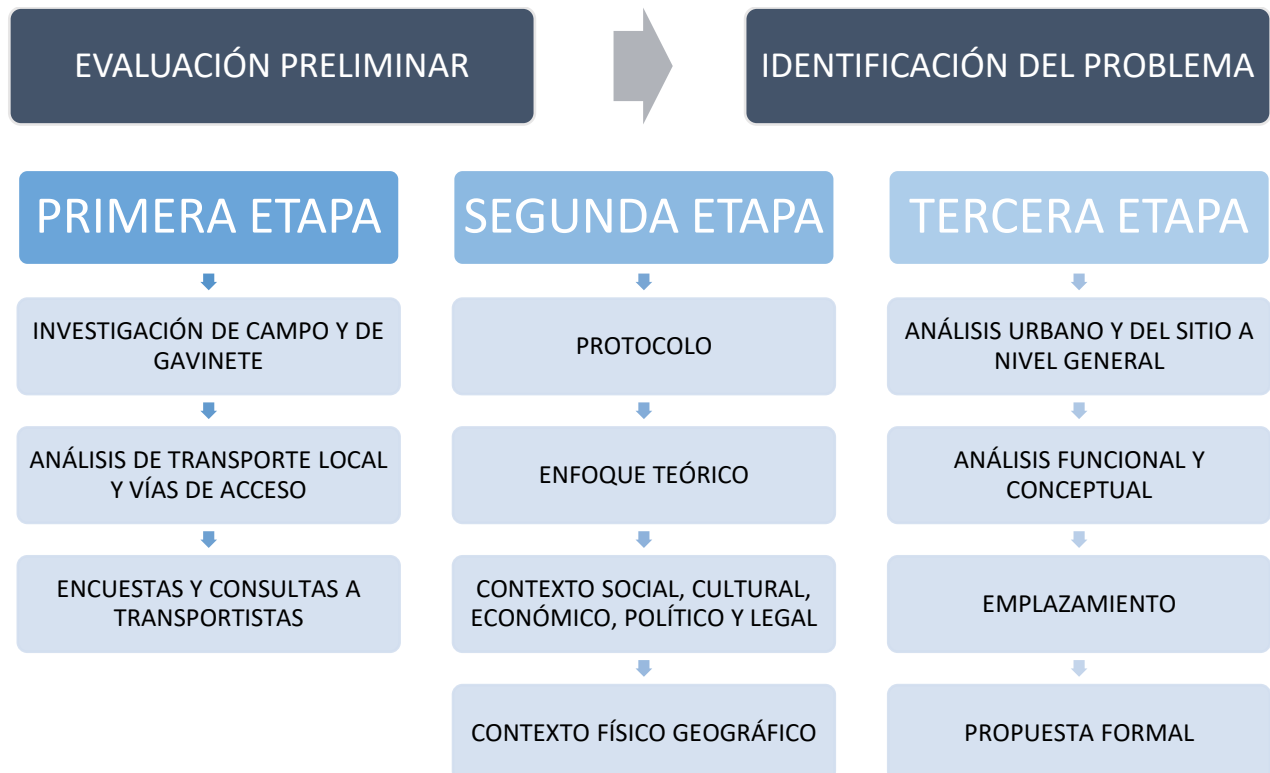 EVALUACIÓN PRELIMINAR
IDENTIFICACIÓN DEL PROBLEMA
PRIMERA ETAPA
INVESTIGACIÓN DE CAMPO Y DE
GAVINETE
ANÁLISIS DE TRANSPORTE LOCAL
Y VÍAS DE ACCESO
ENCUESTAS Y CONSULTAS A
TRANSPORTISTAS
SEGUNDA ETAPA
PROTOCOLO
ENFOQUE TEÓRICO
CONTEXTO SOCIAL, CULTURAL,
ECONÓMICO, POLÍTICO Y LEGAL
CONTEXTO FÍSICO GEOGRÁFICO
TERCERA ETAPA
ANÁLISIS URBANO Y DEL SITIO A
NIVEL GENERAL
ANÁLISIS FUNCIONAL Y
CONCEPTUAL
EMPLAZAMIENTO
PROPUESTA FORMAL